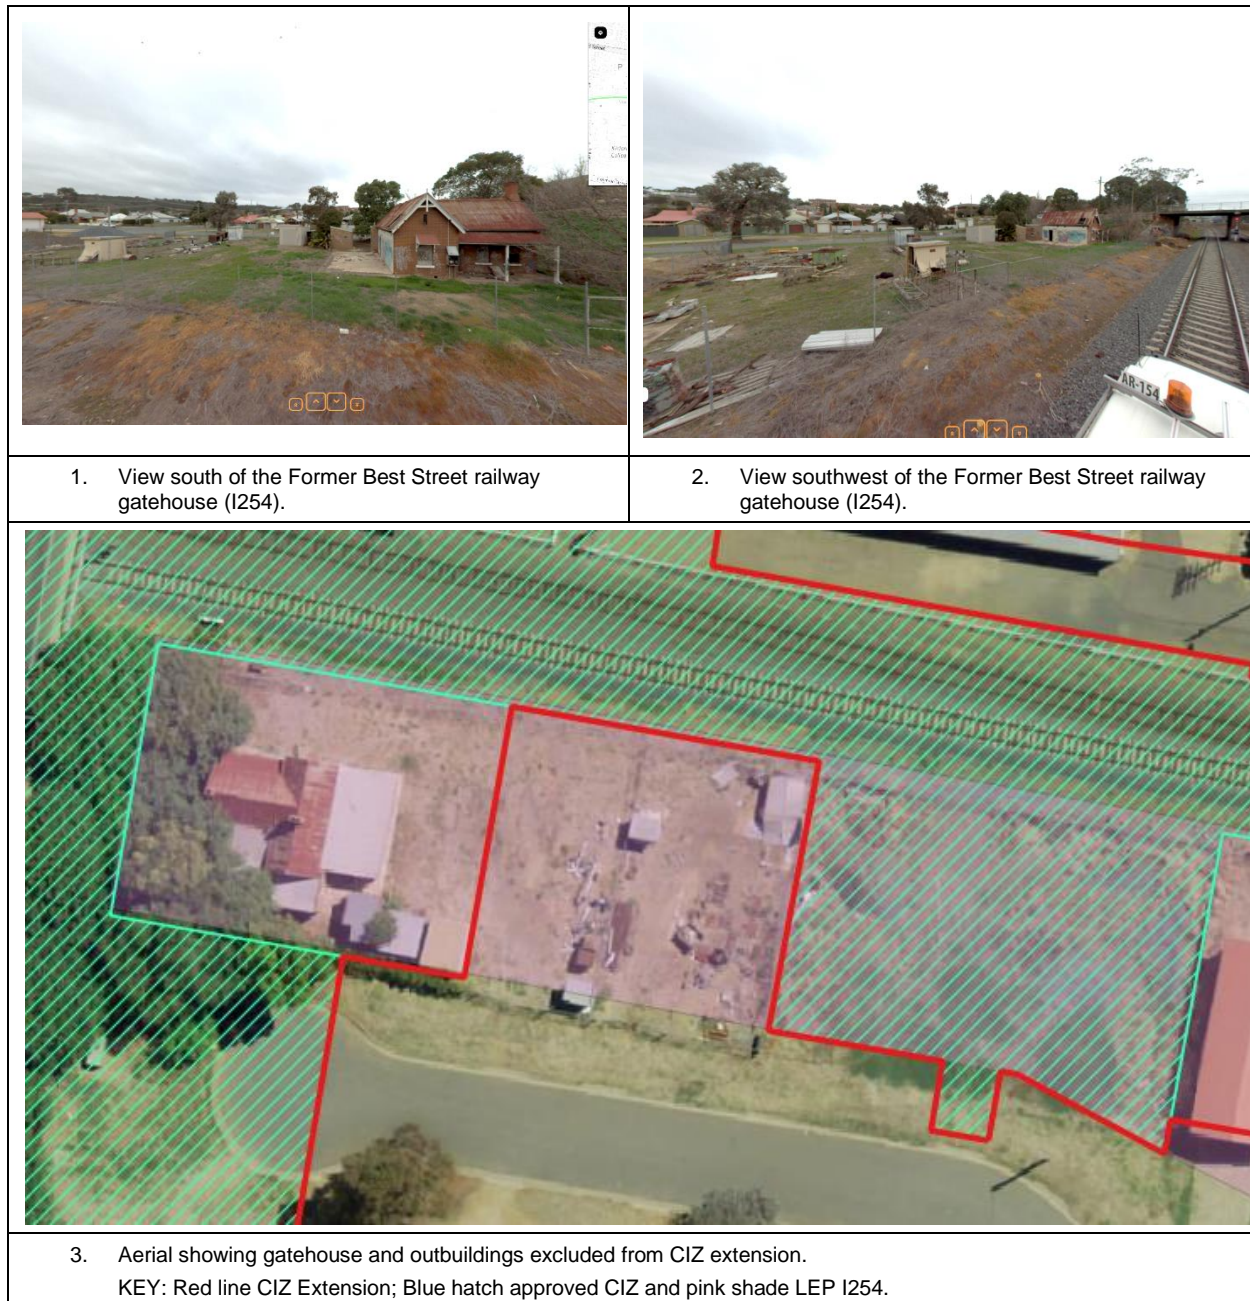 AR-154
1. View south of the Former Best Street railway
gatehouse (I254).
2. View southwest of the Former Best Street railway
gatehouse (I254).
3. Aerial showing gatehouse and outbuildings excluded from CIZ extension.
KEY: Red line CIZ Extension; Blue hatch approved CIZ and pink shade LEP I254.